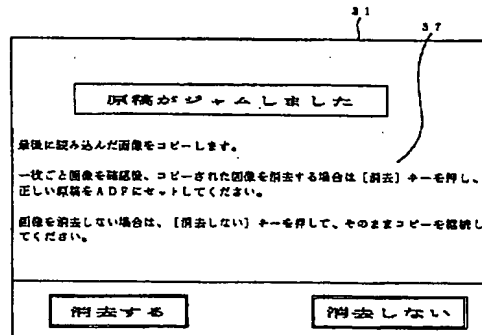 31
37
原稿がジャムしました
最後に読み込んだ画像をコピーします。
一枚ごと画像を確認後、コピーされた画像を消去する場合は[消去]キーを押し、
正しい原稿をADFにセットしてください。
画像を消去しない場合は、[消去しない]キーを押して、そのままコピーを継続し
てください。
消去する
消去しない